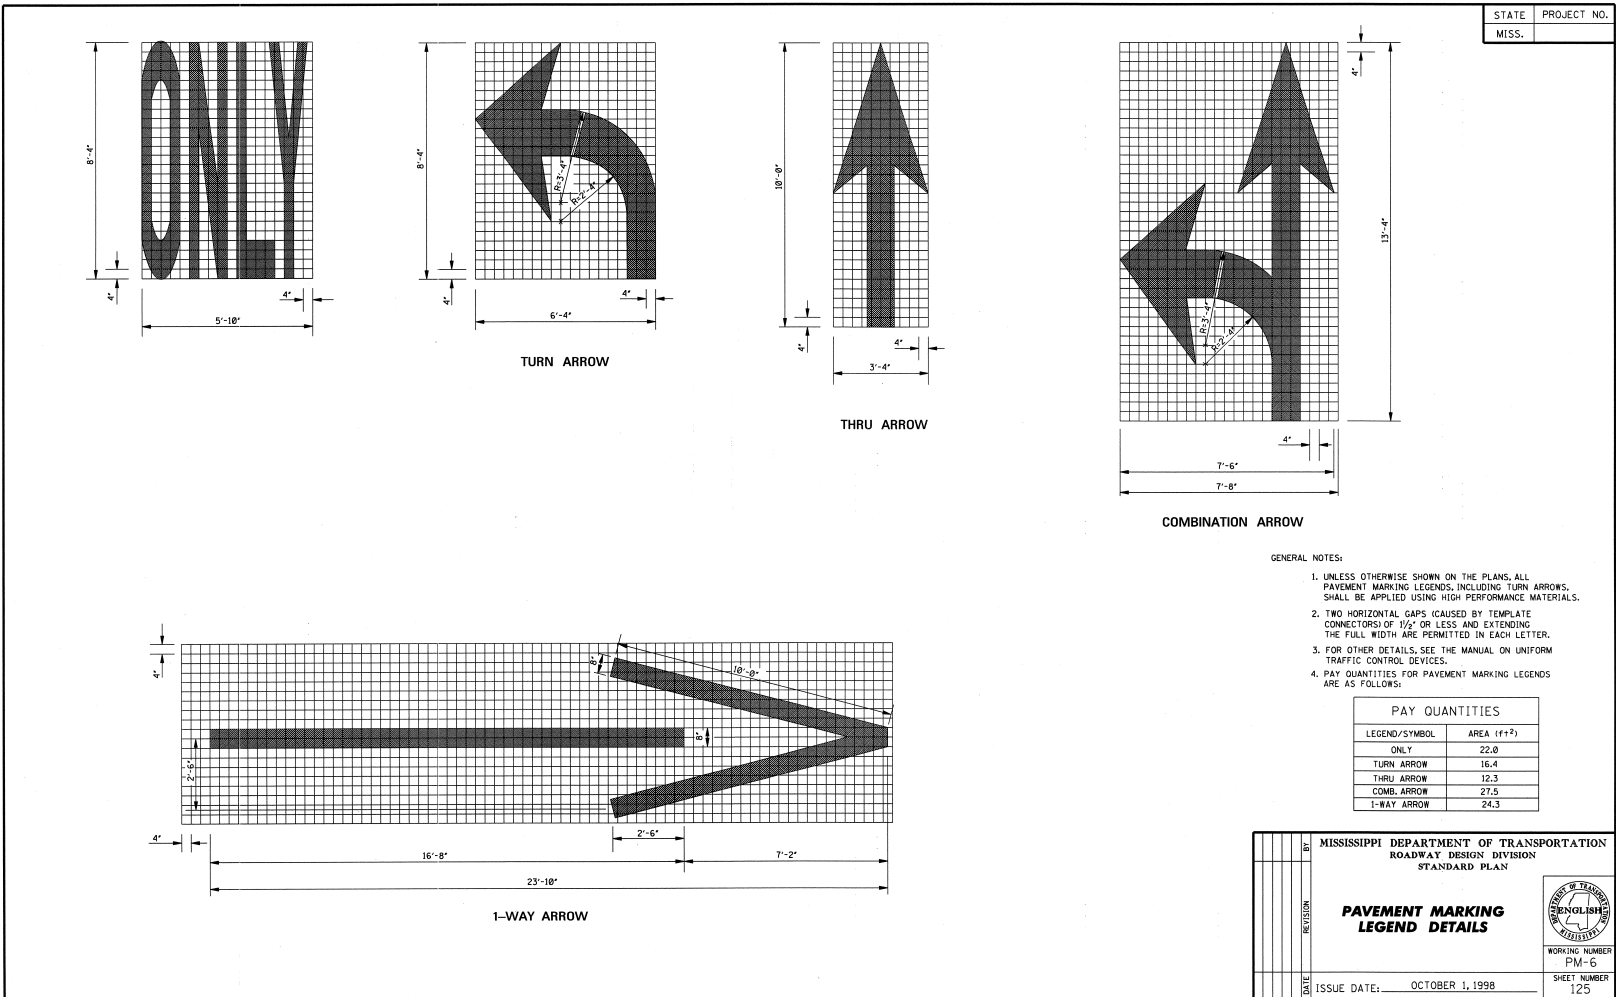 STATE PROJECT NO.
MISS.
8'-4"
4"
4"
5'-10"
ONLY
8'-4"
4"
4"
6'-4"
R=3'-4"
R=2'-4"
TURN ARROW
10'-0"
4"
4"
3'-4"
THRU ARROW
4"
13'-4"
R=3'-4"
R=2'-4"
4"
7'-6"
7'-8"
COMBINATION ARROW
4"
8"
10'-0"
8"
2'-6"
4"
2'-6"
16'-8"
7'-2"
23'-10"
1-WAY ARROW
GENERAL NOTES:
1. UNLESS OTHERWISE SHOWN ON THE PLANS, ALL
PAVEMENT MARKING LEGENDS, INCLUDING TURN ARROWS,
SHALL BE APPLIED USING HIGH PERFORMANCE MATERIALS.
2. TWO HORIZONTAL GAPS (CAUSED BY TEMPLATE
CONNECTORS) OF 1½" OR LESS AND EXTENDING
THE FULL WIDTH ARE PERMITTED IN EACH LETTER.
3. FOR OTHER DETAILS, SEE THE MANUAL ON UNIFORM
TRAFFIC CONTROL DEVICES.
4. PAY QUANTITIES FOR PAVEMENT MARKING LEGENDS
ARE AS FOLLOWS:
PAY QUANTITIES
LEGEND/SYMBOL AREA (ft²)
ONLY 22.0
TURN ARROW 16.4
THRU ARROW 12.3
COMB. ARROW 27.5
1-WAY ARROW 24.3
BY
REVISION
DATE
MISSISSIPPI DEPARTMENT OF TRANSPORTATION
ROADWAY DESIGN DIVISION
STANDARD PLAN
PAVEMENT MARKING
LEGEND DETAILS
DEPARTMENT OF TRANSPORTATION
ENGLISH
MISSISSIPPI
WORKING NUMBER
PM-6
ISSUE DATE: OCTOBER 1, 1998
SHEET NUMBER
125